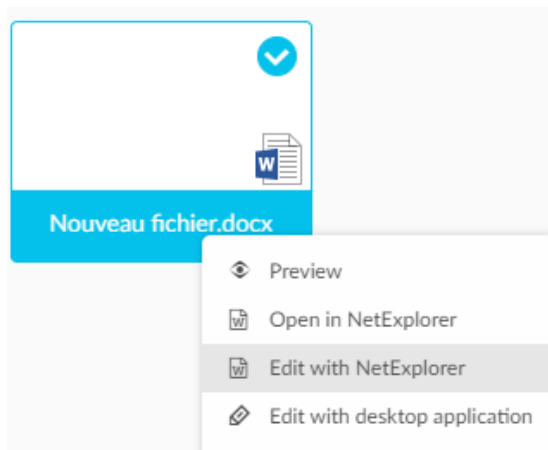 W
Nouveau fichier.docx
Preview
W Open in NetExplorer
W Edit with NetExplorer
Edit with desktop application